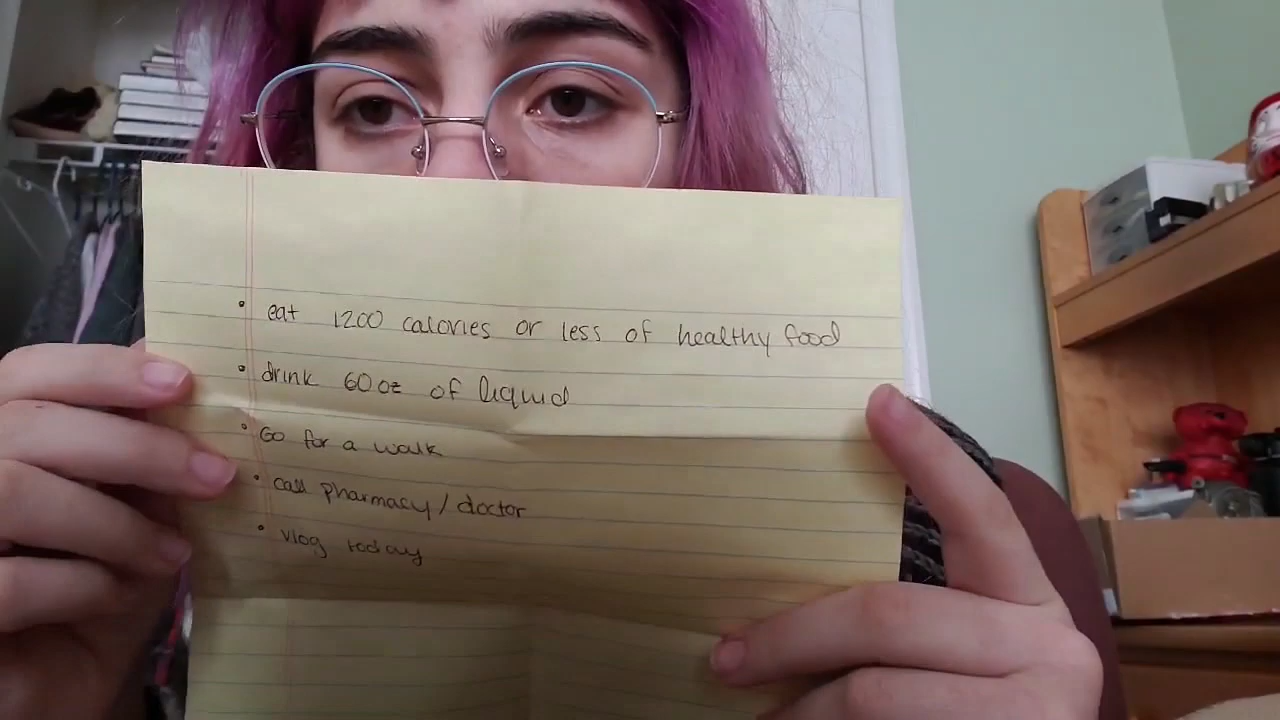 • eat 1200 calories or less of healthy food
• drink 60oz of liquid
• Go for a walk
• call pharmacy/doctor
• vlog today